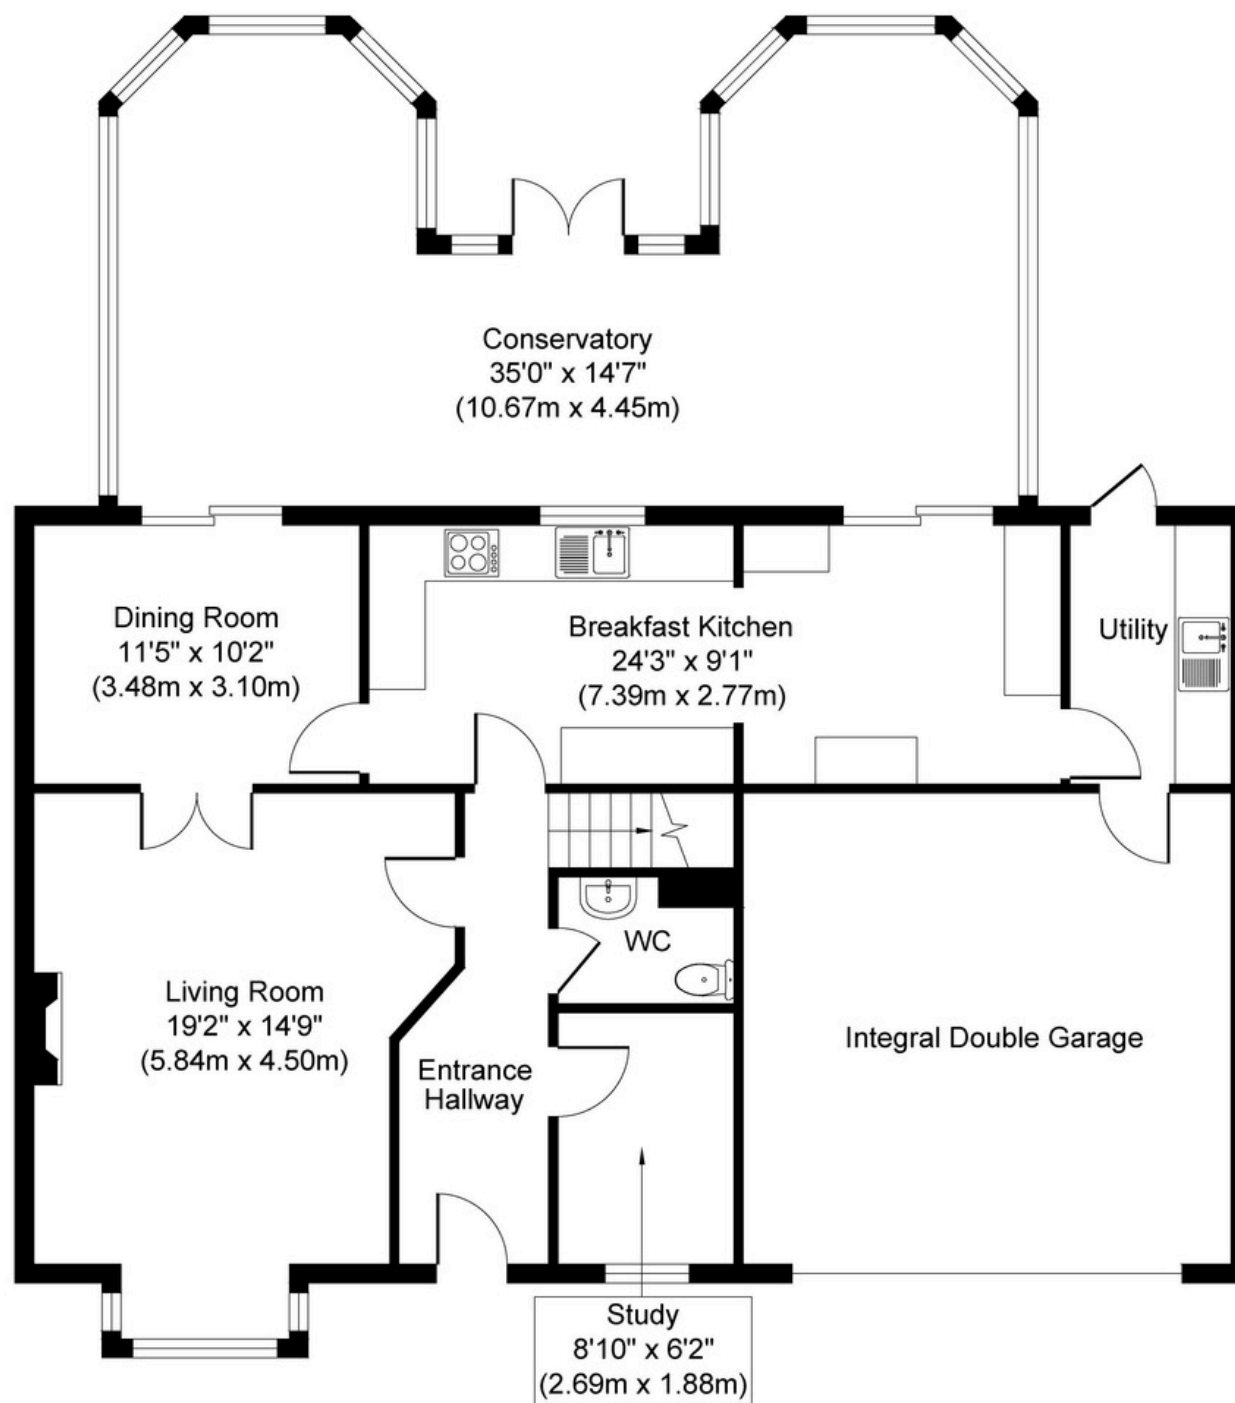 Conservatory
35'0" x 14'7"
(10.67m x 4.45m)
Dining Room
11'5" x 10'2"
(3.48m x 3.10m)
Breakfast Kitchen
24'3" x 9'1"
(7.39m x 2.77m)
Utility
Living Room
19'2" x 14'9"
(5.84m x 4.50m)
WC
Entrance
Hallway
Integral Double Garage
Study
8'10" x 6'2"
(2.69m x 1.88m)